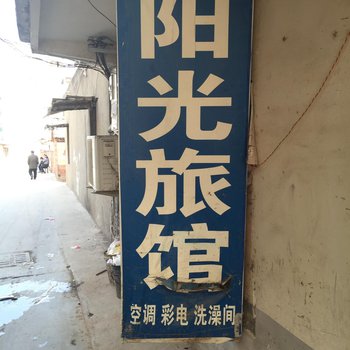 阳光旅馆
空调 彩电 洗澡间